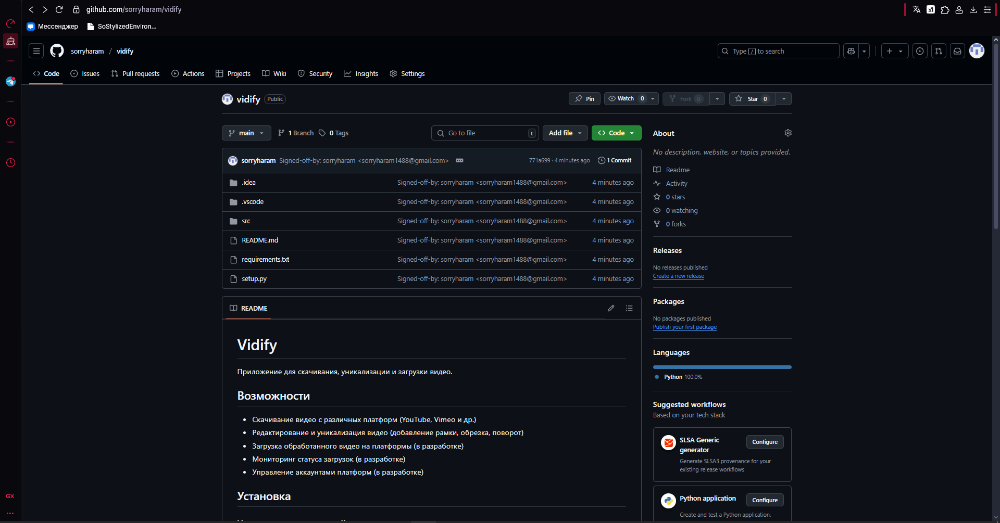 github.com/sorryharam/vidify
Мессенджер
SoStylizedEnviron...
sorryharam / vidify
Type / to search
Code
Issues
Pull requests
Actions
Projects
Wiki
Security
Insights
Settings
vidify Public
Pin
Watch 0
Fork 0
Star 0
main
1 Branch
0 Tags
Go to file t
Add file
Code
sorryharam Signed-off-by: sorryharam <sorryharam1488@gmail.com> 771a699 · 4 minutes ago 1 Commit
.idea Signed-off-by: sorryharam <sorryharam1488@gmail.com> 4 minutes ago
.vscode Signed-off-by: sorryharam <sorryharam1488@gmail.com> 4 minutes ago
src Signed-off-by: sorryharam <sorryharam1488@gmail.com> 4 minutes ago
README.md Signed-off-by: sorryharam <sorryharam1488@gmail.com> 4 minutes ago
requirements.txt Signed-off-by: sorryharam <sorryharam1488@gmail.com> 4 minutes ago
setup.py Signed-off-by: sorryharam <sorryharam1488@gmail.com> 4 minutes ago
README
Vidify
Приложение для скачивания, уникализации и загрузки видео.
Возможности
• Скачивание видео с различных платформ (YouTube, Vimeo и др.)
• Редактирование и уникализация видео (добавление рамки, обрезка, поворот)
• Загрузка обработанного видео на платформы (в разработке)
• Мониторинг статуса загрузок (в разработке)
• Управление аккаунтами платформ (в разработке)
Установка
About
No description, website, or topics provided.
Readme
Activity
0 stars
0 watching
0 forks
Releases
No releases published
Create a new release
Packages
No packages published
Publish your first package
Languages
Python 100.0%
Suggested workflows
Based on your tech stack
SLSA Generic
generator
Configure
Generate SLSA3 provenance for your
existing release workflows
Python application
Configure
Create and test a Python application.
GX